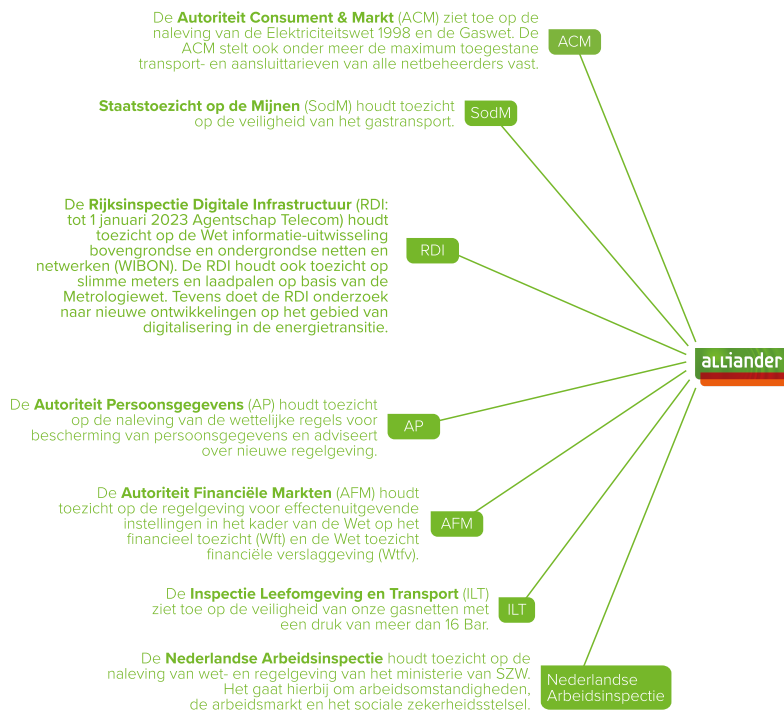 De Autoriteit Consument & Markt (ACM) ziet toe op de
naleving van de Elektriciteitswet 1998 en de Gaswet. De
ACM stelt ook onder meer de maximum toegestane
transport- en aansluittarieven van alle netbeheerders vast.
ACM
Staatstoezicht op de Mijnen (SodM) houdt toezicht
op de veiligheid van het gastransport.
SodM
De Rijksinspectie Digitale Infrastructuur (RDI:
tot 1 januari 2023 Agentschap Telecom) houdt
toezicht op de Wet informatie-uitwisseling
bovengrondse en ondergrondse netten en
netwerken (WIBON). De RDI houdt ook toezicht op
slimme meters en laadpalen op basis van de
Metrologiewet. Tevens doet de RDI onderzoek
naar nieuwe ontwikkelingen op het gebied van
digitalisering in de energietransitie.
RDI
alliander
De Autoriteit Persoonsgegevens (AP) houdt toezicht
op de naleving van de wettelijke regels voor
bescherming van persoonsgegevens en adviseert
over nieuwe regelgeving.
AP
De Autoriteit Financiële Markten (AFM) houdt
toezicht op de regelgeving voor effectenuitgevende
instellingen in het kader van de Wet op het
financieel toezicht (Wft) en de Wet toezicht
financiële verslaggeving (Wtfv).
AFM
De Inspectie Leefomgeving en Transport (ILT)
ziet toe op de veiligheid van onze gasnetten met
een druk van meer dan 16 Bar.
ILT
De Nederlandse Arbeidsinspectie houdt toezicht op de
naleving van wet- en regelgeving van het ministerie van SZW.
Het gaat hierbij om arbeidsomstandigheden,
de arbeidsmarkt en het sociale zekerheidsstelsel.
Nederlandse
Arbeidsinspectie